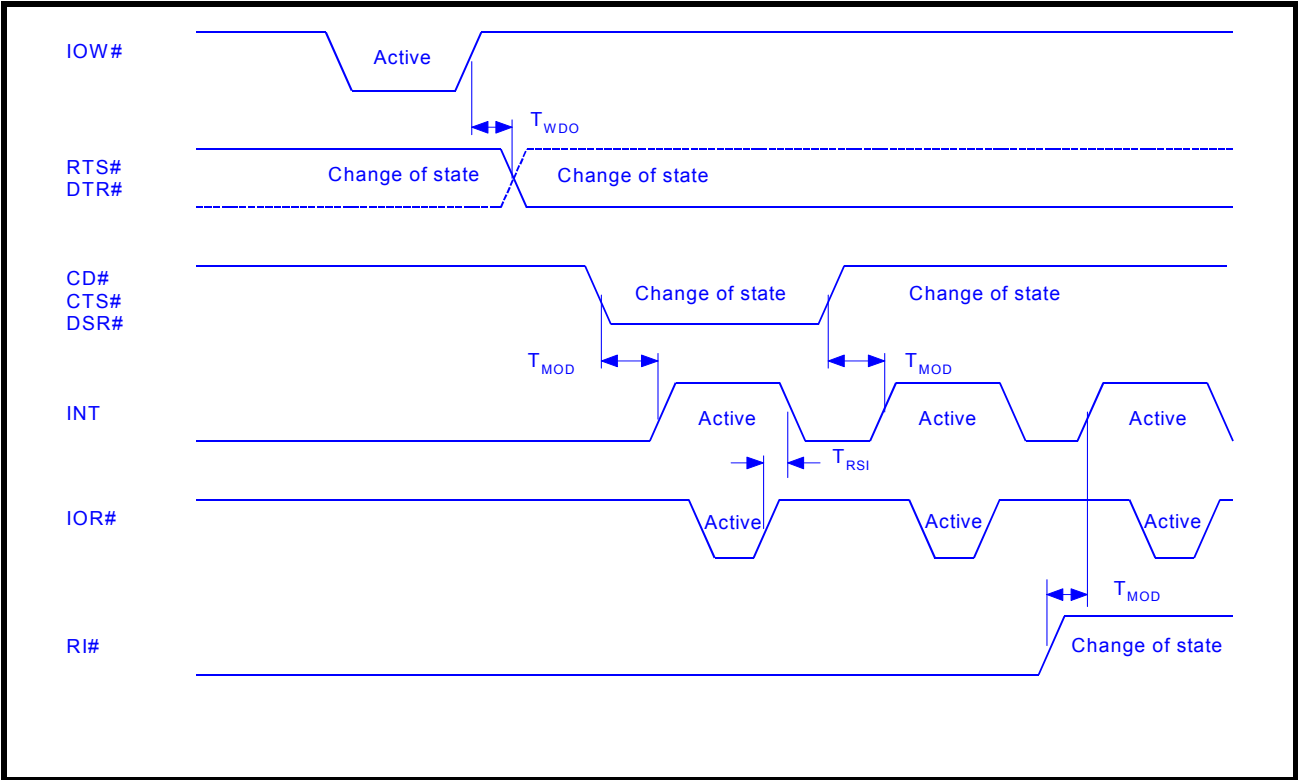 IOW#
Active
TWDO
RTS#
DTR#
Change of state
Change of state
CD#
CTS#
DSR#
Change of state
Change of state
TMOD
TMOD
INT
Active
Active
Active
TRSI
IOR#
Active
Active
Active
TMOD
RI#
Change of state